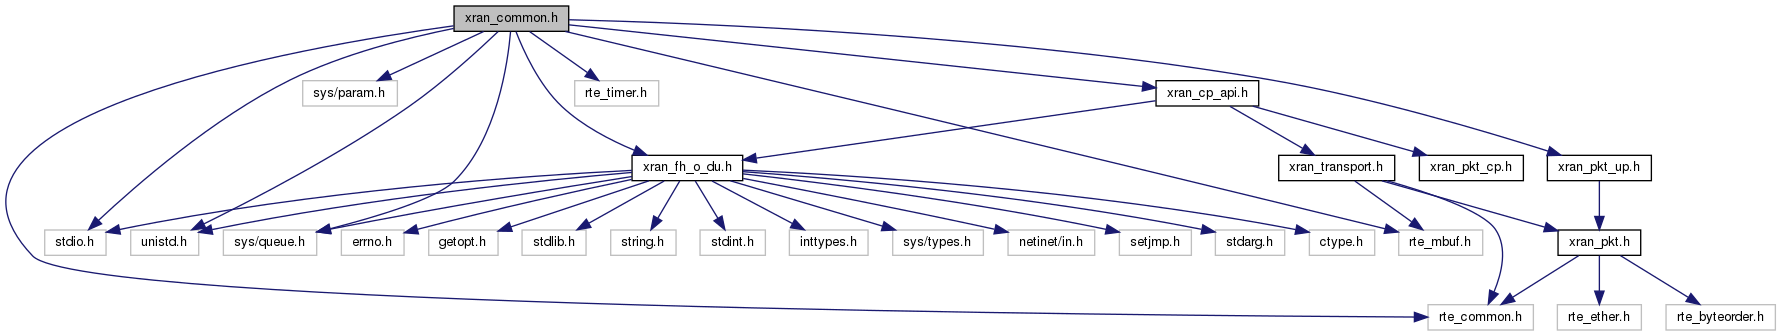 xran_common.h
sys/param.h
rte_timer.h
xran_cp_api.h
xran_fh_o_du.h
xran_transport.h
xran_pkt_cp.h
xran_pkt_up.h
stdio.h
unistd.h
sys/queue.h
errno.h
getopt.h
stdlib.h
string.h
stdint.h
inttypes.h
sys/types.h
netinet/in.h
setjmp.h
stdarg.h
ctype.h
rte_mbuf.h
xran_pkt.h
rte_common.h
rte_ether.h
rte_byteorder.h